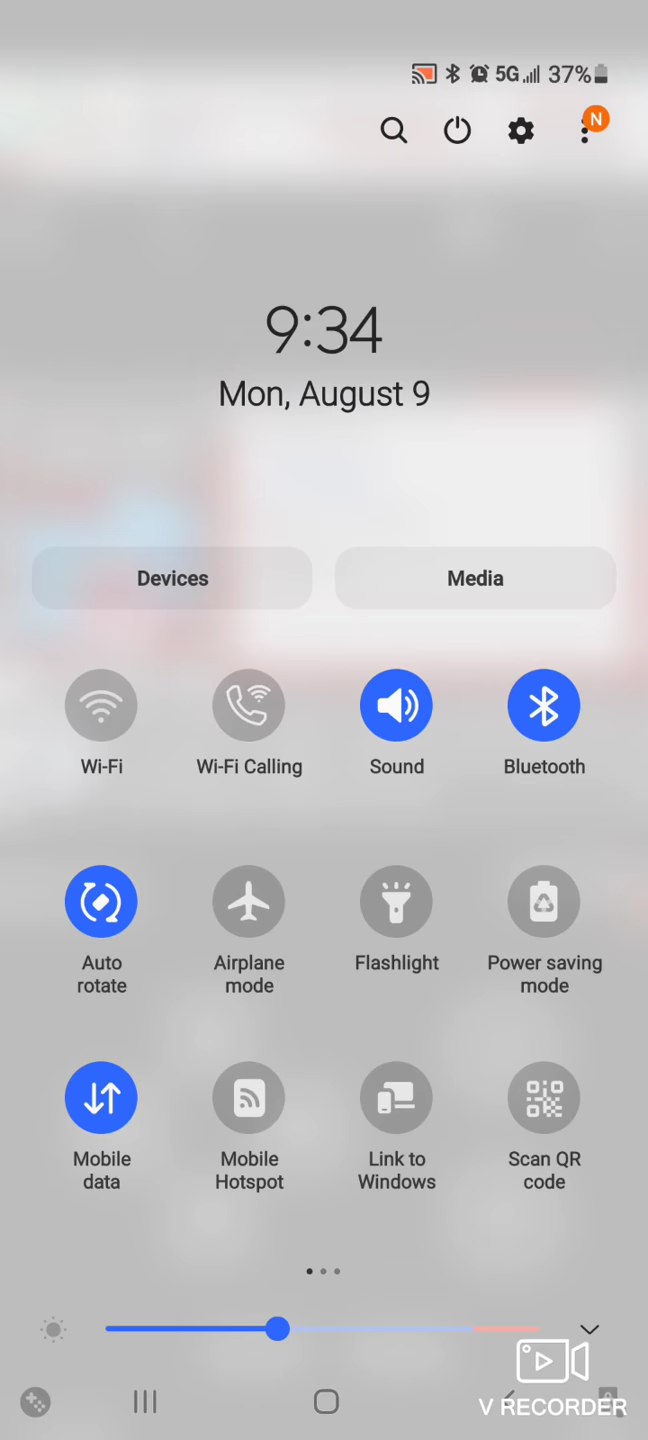 5G 37%
N
9:34
Mon, August 9
Devices
Media
Wi-Fi
Wi-Fi Calling
Sound
Bluetooth
Auto
rotate
Airplane
mode
Flashlight
Power saving
mode
Mobile
data
Mobile
Hotspot
Link to
Windows
Scan QR
code
V RECORDER